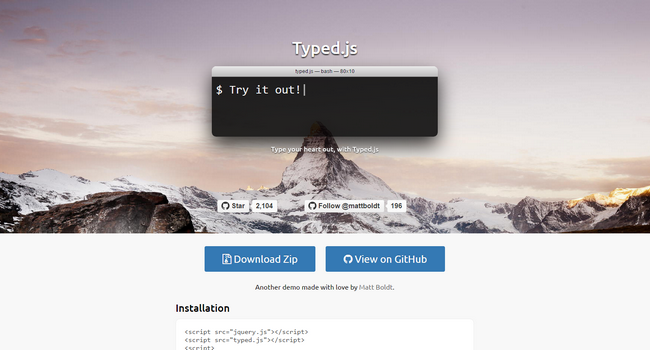 Typed.js
typed.js — bash — 80×10
$ Try it out!|
Type your heart out, with Typed.js
Star 2,104 Follow @mattboldt 196
Download Zip View on GitHub
Another demo made with love by Matt Boldt.
Installation
<script src="jquery.js"></script>
<script src="typed.js"></script>
<script>